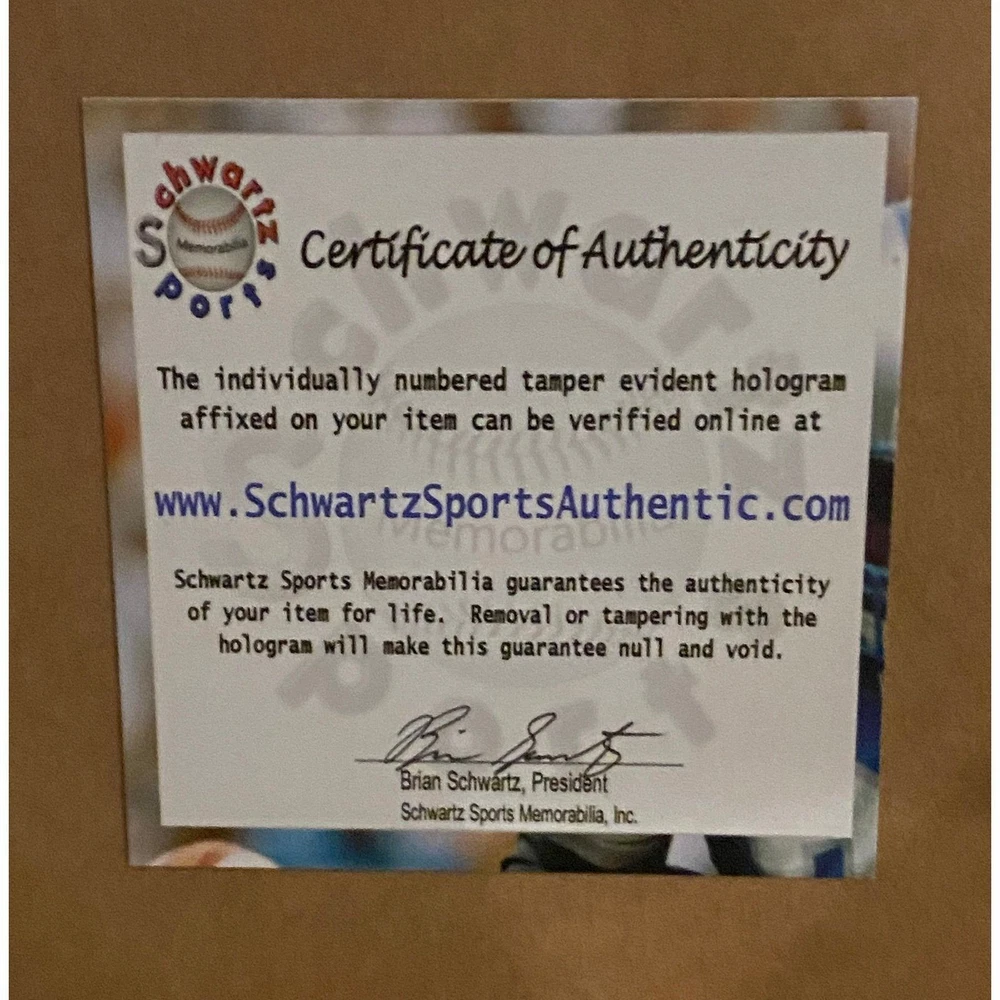 Schwartz
Sports
Memorabilia
Certificate of Authenticity
The individually numbered tamper evident hologram
affixed on your item can be verified online at
www.SchwartzSportsAuthentic.com
Schwartz Sports Memorabilia guarantees the authenticity
of your item for life. Removal or tampering with the
hologram will make this guarantee null and void.
Brian Schwartz, President
Schwartz Sports Memorabilia, Inc.